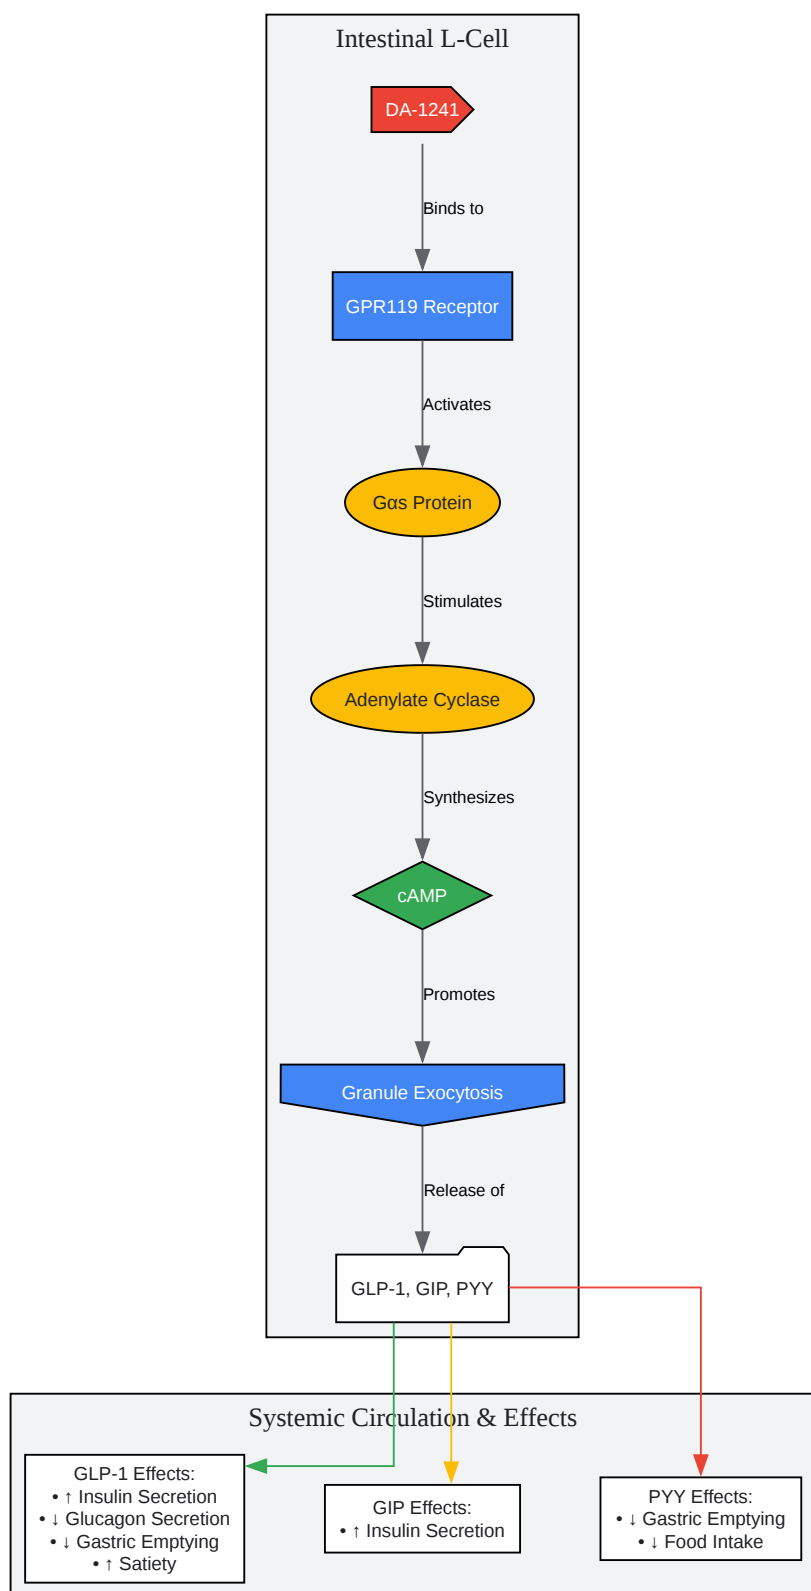 Intestinal L-Cell
DA-1241
Binds to
GPR119 Receptor
Activates
Gαs Protein
Stimulates
Adenylate Cyclase
Synthesizes
cAMP
Promotes
Granule Exocytosis
Release of
GLP-1, GIP, PYY
Systemic Circulation & Effects
GLP-1 Effects:
• ↑ Insulin Secretion
• ↓ Glucagon Secretion
• ↓ Gastric Emptying
• ↑ Satiety
GIP Effects:
• ↑ Insulin Secretion
PYY Effects:
• ↓ Gastric Emptying
• ↓ Food Intake